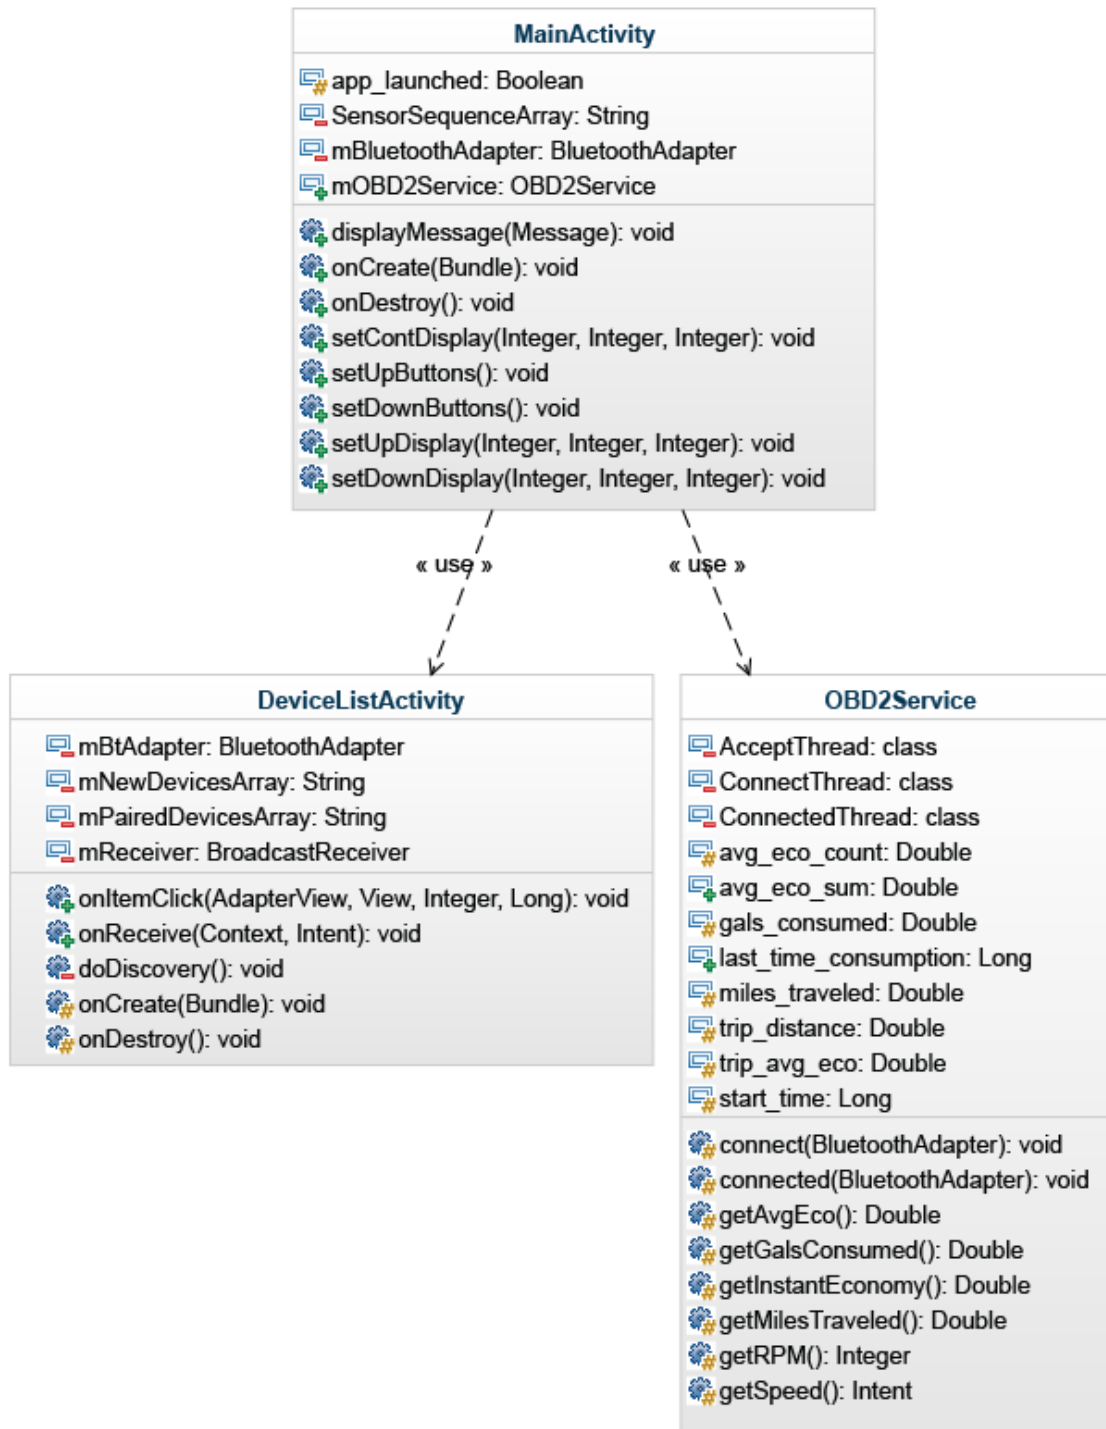 MainActivity
app_launched: Boolean
SensorSequenceArray: String
mBluetoothAdapter: BluetoothAdapter
mOBD2Service: OBD2Service
displayMessage(Message): void
onCreate(Bundle): void
onDestroy(): void
setContDisplay(Integer, Integer, Integer): void
setUpButtons(): void
setDownButtons(): void
setUpDisplay(Integer, Integer, Integer): void
setDownDisplay(Integer, Integer, Integer): void
« use »
« use »
DeviceListActivity
mBtAdapter: BluetoothAdapter
mNewDevicesArray: String
mPairedDevicesArray: String
mReceiver: BroadcastReceiver
onItemClick(AdapterView, View, Integer, Long): void
onReceive(Context, Intent): void
doDiscovery(): void
onCreate(Bundle): void
onDestroy(): void
OBD2Service
AcceptThread: class
ConnectThread: class
ConnectedThread: class
avg_eco_count: Double
avg_eco_sum: Double
gals_consumed: Double
last_time_consumption: Long
miles_traveled: Double
trip_distance: Double
trip_avg_eco: Double
start_time: Long
connect(BluetoothAdapter): void
connected(BluetoothAdapter): void
getAvgEco(): Double
getGalsConsumed(): Double
getInstantEconomy(): Double
getMilesTraveled(): Double
getRPM(): Integer
getSpeed(): Intent